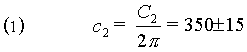 (1) c₂ = C₂ / 2π = 350±15